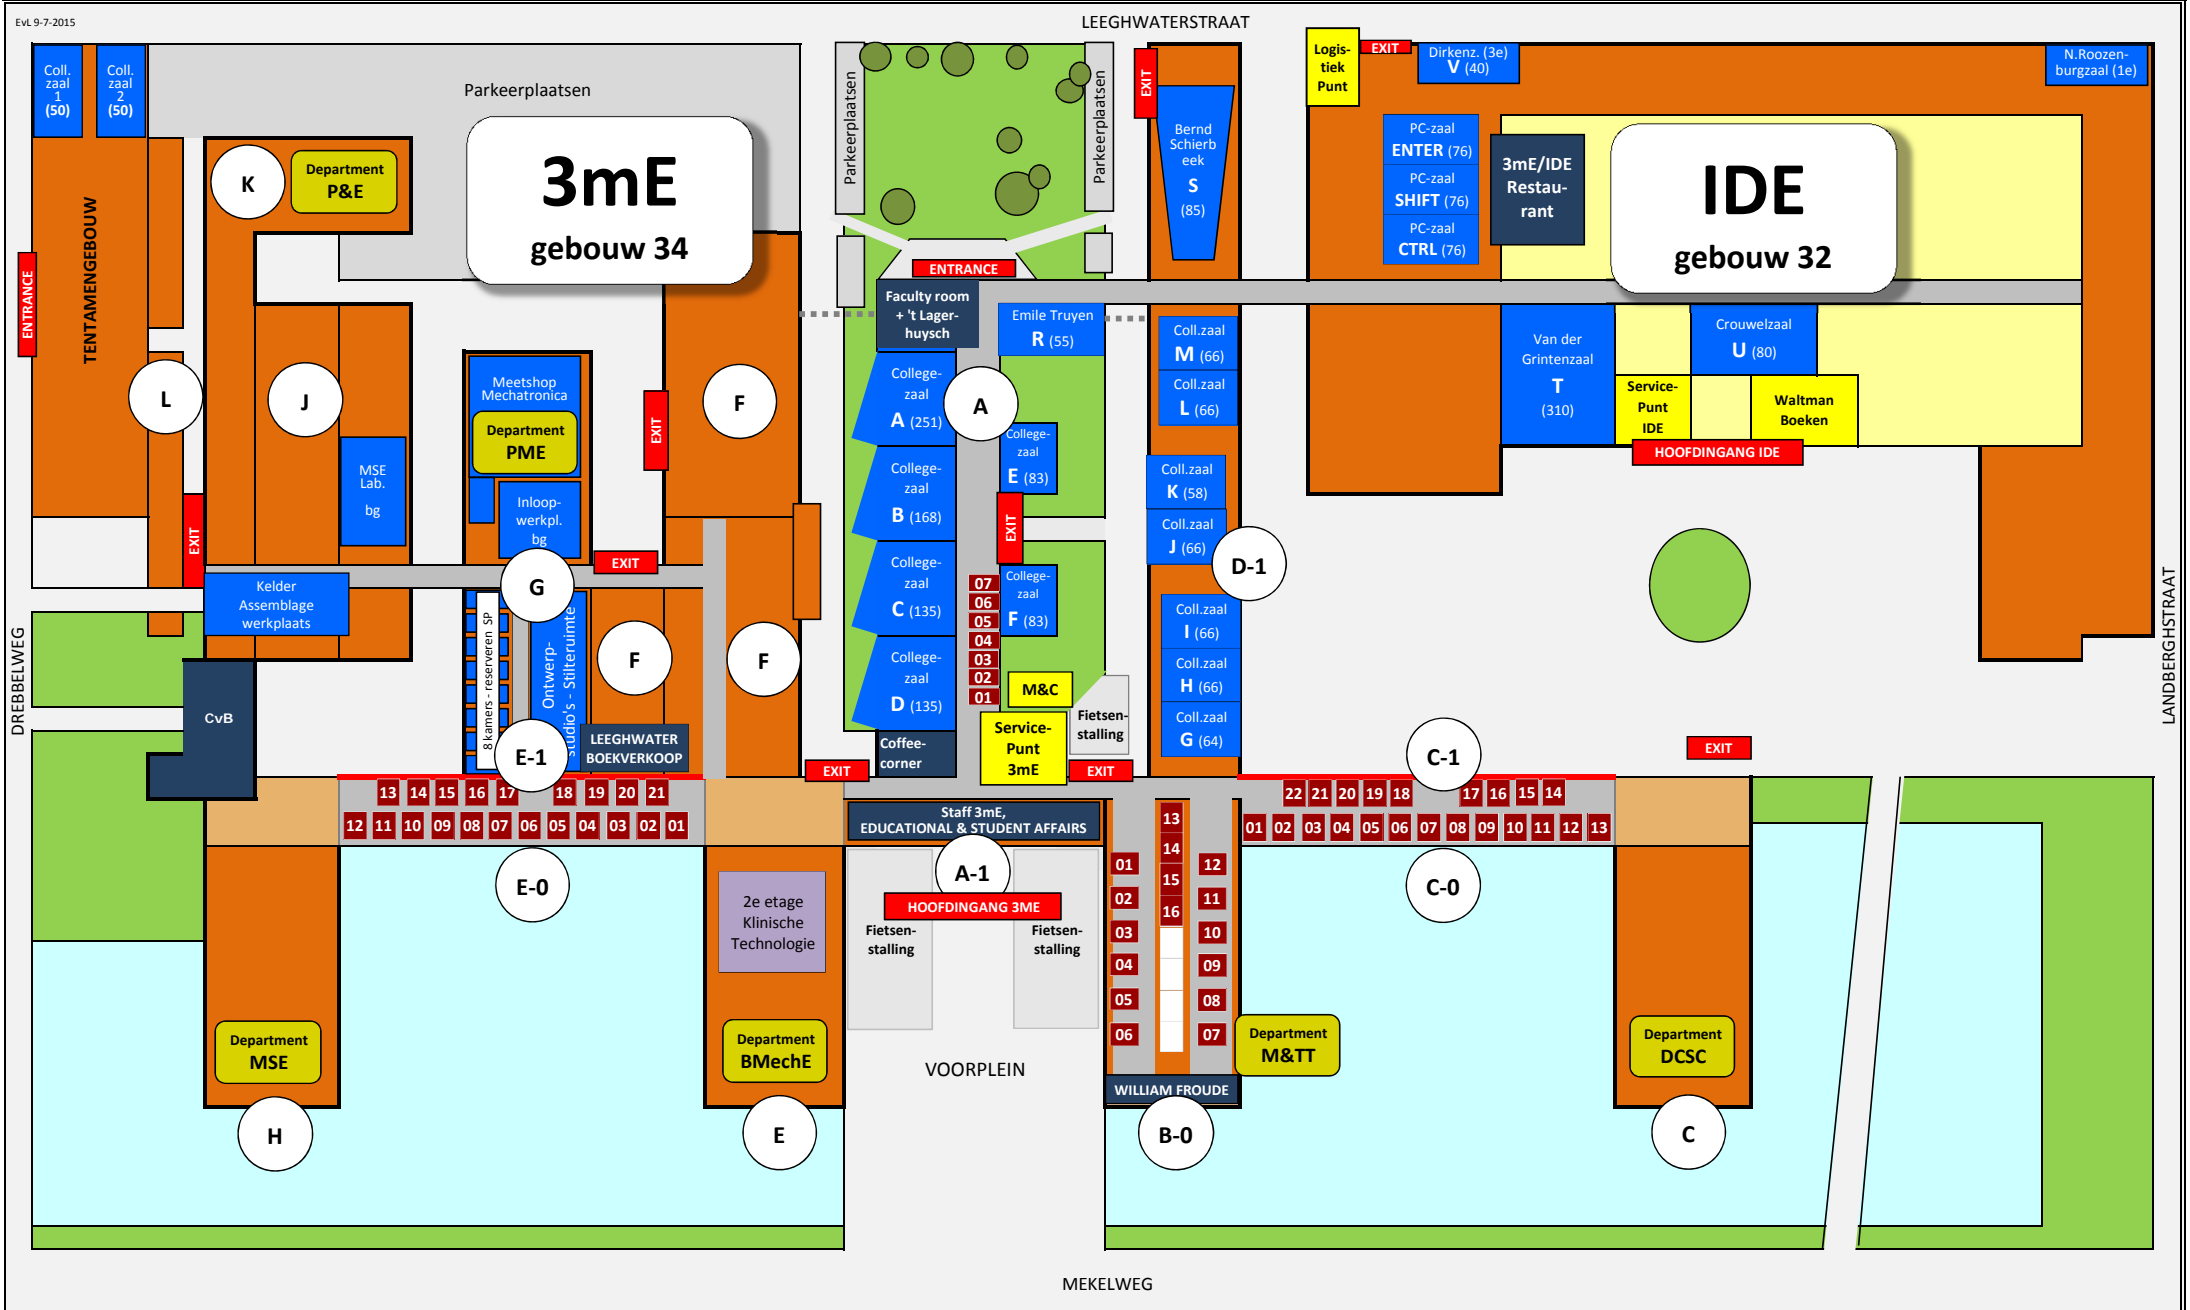 EvL 9-7-2015
LEEGHWATERSTRAAT
Coll.
zaal
1
(50)
Coll.
zaal
2
(50)
Parkeerplaatsen
3mE
gebouw 34
K
Department
P&E
TENTAMENGEBOUW
ENTRANCE
L
J
MSE
Lab.
bg
EXIT
Kelder
Assemblage
werkplaats
CvB
DREBBELWEG
Meetshop
Mechatronica
Department
PME
Inloop-
werkpl.
bg
G
EXIT
EXIT
F
F
F
8 kamers - reserveren SP
Ontwerp-
studio's - Stilteruimte
LEEGHWATER
BOEKVERKOOP
E-1
13 14 15 16 17 18 19 20 21
12 11 10 09 08 07 06 05 04 03 02 01
E-0
Department
MSE
H
2e etage
Klinische
Technologie
Department
BMechE
E
Parkeerplaatsen
Parkeerplaatsen
ENTRANCE
Faculty room
+ 't Lager-
huysch
Emile Truyen
R (55)
College-
zaal
A (251)
A
College-
zaal
B (168)
College-
zaal
C (135)
College-
zaal
D (135)
College-
zaal
E (83)
EXIT
College-
zaal
F (83)
07
06
05
04
03
02
01
M&C
Service-
Punt
3mE
Fietsen-
stalling
Coffee-
corner
EXIT
EXIT
Staff 3mE,
EDUCATIONAL & STUDENT AFFAIRS
A-1
HOOFDINGANG 3ME
Fietsen-
stalling
Fietsen-
stalling
VOORPLEIN
EXIT
Bernd
Schierb
eek
S
(85)
Coll.zaal
M (66)
Coll.zaal
L (66)
Coll.zaal
K (58)
Coll.zaal
J (66)
D-1
Coll.zaal
I (66)
Coll.zaal
H (66)
Coll.zaal
G (64)
13
14
15
16
01
02
03
04
05
06
12
11
10
09
08
07
WILLIAM FROUDE
B-0
Department
M&TT
Logis-
tiek
Punt
EXIT
Dirkenz. (3e)
V (40)
N.Roozen-
burgzaal (1e)
PC-zaal
ENTER (76)
PC-zaal
SHIFT (76)
PC-zaal
CTRL (76)
3mE/IDE
Restau-
rant
IDE
gebouw 32
Van der
Grintenzaal
T
(310)
Crouwelzaal
U (80)
Service-
Punt
IDE
Waltman
Boeken
HOOFDINGANG IDE
LANDBERGHSTRAAT
EXIT
C-1
22 21 20 19 18 17 16 15 14
01 02 03 04 05 06 07 08 09 10 11 12 13
C-0
Department
DCSC
C
MEKELWEG